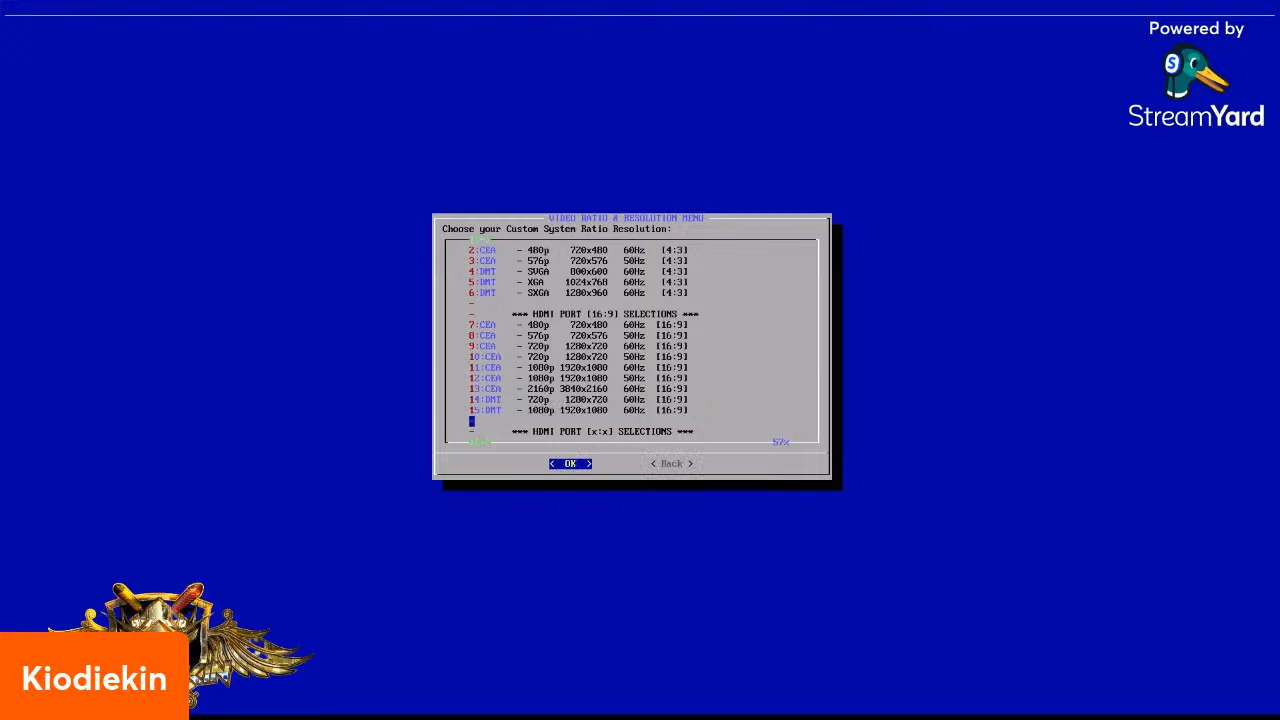 Powered by
StreamYard
VIDEO RATIO & RESOLUTION MENU
Choose your Custom System Ratio Resolution:
2:CEA - 480p 720x480 60Hz [4:3]
3:CEA - 576p 720x576 50Hz [4:3]
4:DMT - SVGA 800x600 60Hz [4:3]
5:DMT - XGA 1024x768 60Hz [4:3]
6:DMT - SXGA 1280x960 60Hz [4:3]
-
- *** HDMI PORT [16:9] SELECTIONS ***
7:CEA - 480p 720x480 60Hz [16:9]
8:CEA - 576p 720x576 50Hz [16:9]
9:CEA - 720p 1280x720 60Hz [16:9]
10:CEA - 720p 1280x720 50Hz [16:9]
11:CEA - 1080p 1920x1080 60Hz [16:9]
12:CEA - 1080p 1920x1080 50Hz [16:9]
13:CEA - 2160p 3840x2160 60Hz [16:9]
14:DMT - 720p 1280x720 60Hz [16:9]
15:DMT - 1080p 1920x1080 60Hz [16:9]
- *** HDMI PORT [x:x] SELECTIONS ***
57%
< OK > < Back >
Kiodiekin